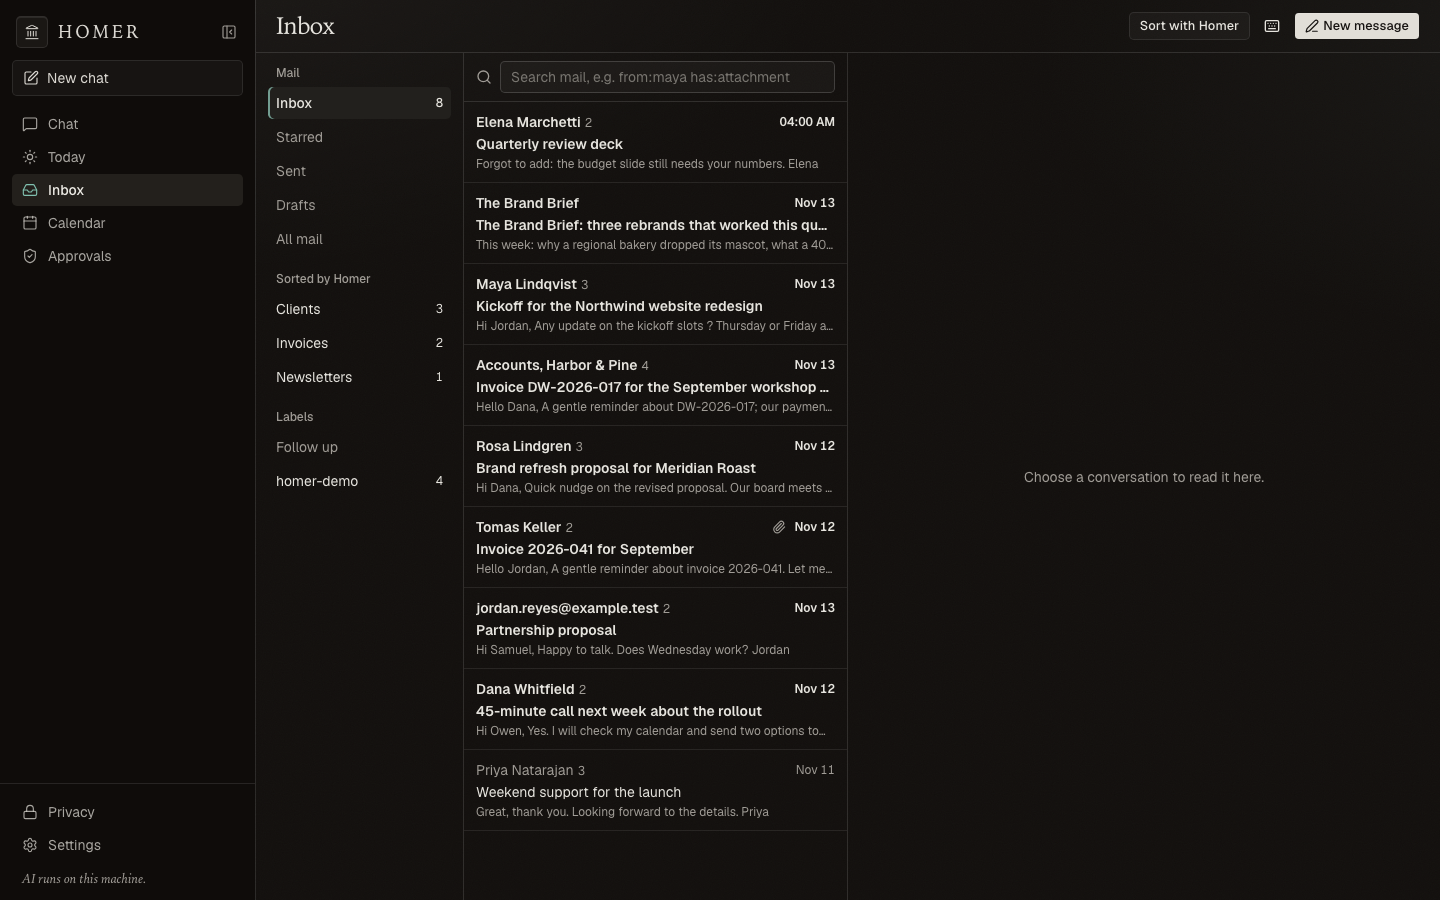 HOMER
New chat
Chat
Today
Inbox
Calendar
Approvals
Privacy
Settings
AI runs on this machine.
Inbox
Sort with Homer
New message
Mail
Inbox 8
Starred
Sent
Drafts
All mail
Sorted by Homer
Clients 3
Invoices 2
Newsletters 1
Labels
Follow up
homer-demo 4
Search mail, e.g. from:maya has:attachment
Elena Marchetti 2 04:00 AM
Quarterly review deck
Forgot to add: the budget slide still needs your numbers. Elena
The Brand Brief Nov 13
The Brand Brief: three rebrands that worked this qu...
This week: why a regional bakery dropped its mascot, what a 40...
Maya Lindqvist 3 Nov 13
Kickoff for the Northwind website redesign
Hi Jordan, Any update on the kickoff slots ? Thursday or Friday a...
Accounts, Harbor & Pine 4 Nov 13
Invoice DW-2026-017 for the September workshop ...
Hello Dana, A gentle reminder about DW-2026-017; our paymen...
Rosa Lindgren 3 Nov 12
Brand refresh proposal for Meridian Roast
Hi Dana, Quick nudge on the revised proposal. Our board meets ...
Tomas Keller 2 Nov 12
Invoice 2026-041 for September
Hello Jordan, A gentle reminder about invoice 2026-041. Let me...
jordan.reyes@example.test 2 Nov 13
Partnership proposal
Hi Samuel, Happy to talk. Does Wednesday work? Jordan
Dana Whitfield 2 Nov 12
45-minute call next week about the rollout
Hi Owen, Yes. I will check my calendar and send two options to...
Priya Natarajan 3 Nov 11
Weekend support for the launch
Great, thank you. Looking forward to the details. Priya
Choose a conversation to read it here.